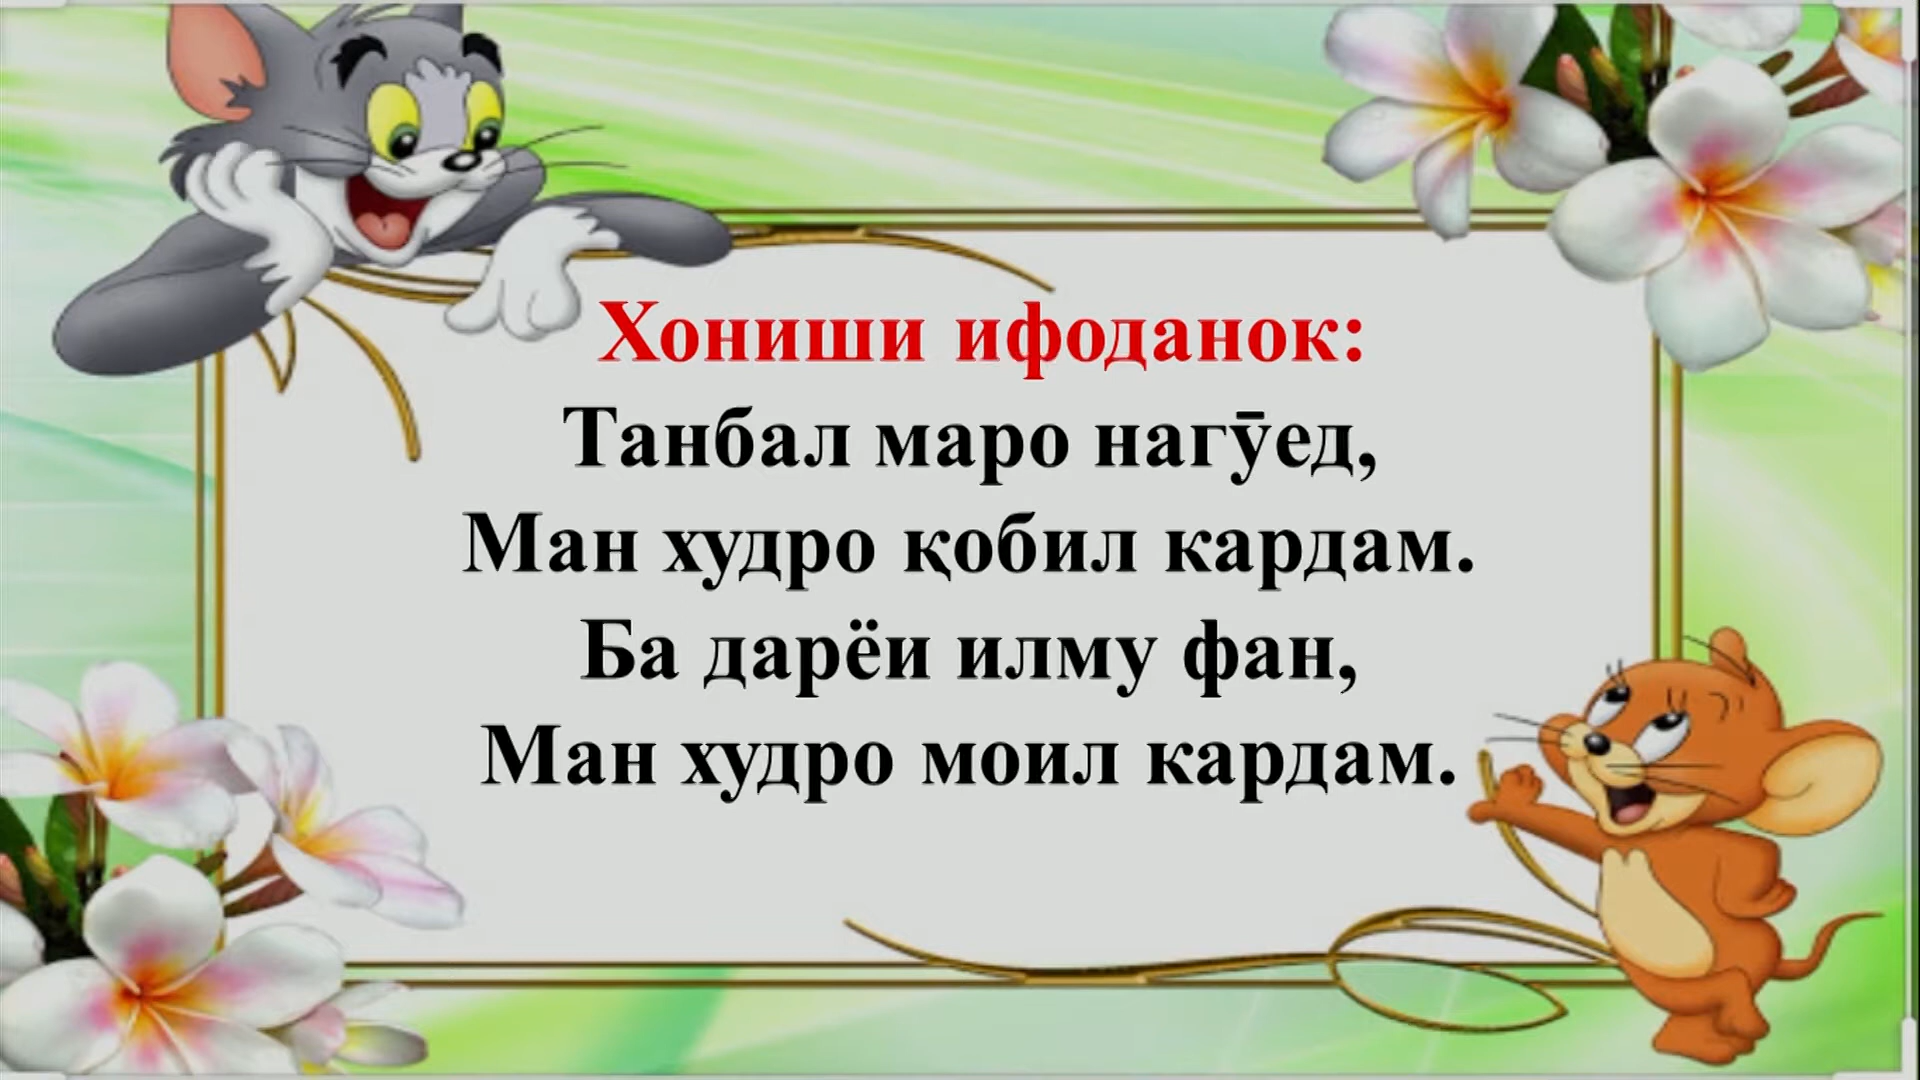 Хониши ифоданок:
Танбал маро нагӯед,
Ман худро қобил кардам.
Ба дарёи илму фан,
Ман худро моил кардам.